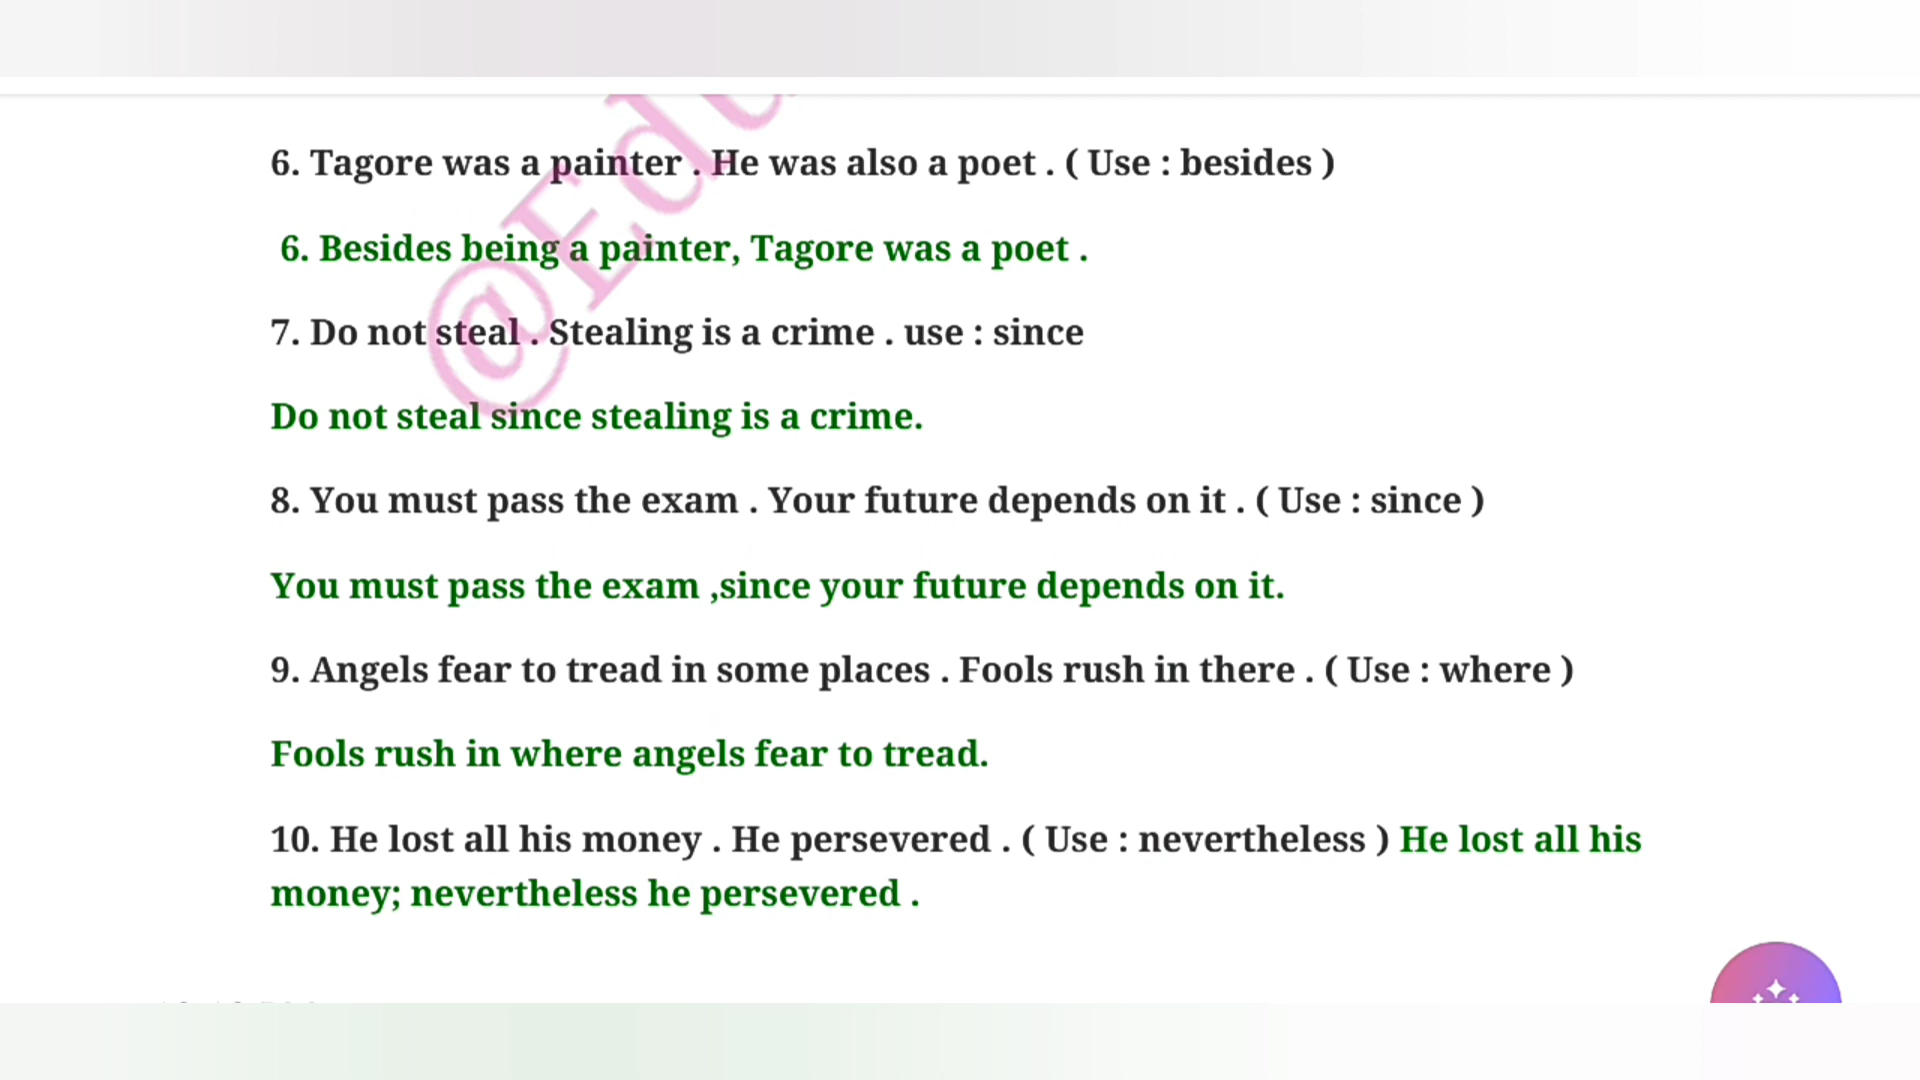 6. Tagore was a painter . He was also a poet . ( Use : besides )
6. Besides being a painter, Tagore was a poet .
7. Do not steal . Stealing is a crime . use : since
Do not steal since stealing is a crime.
8. You must pass the exam . Your future depends on it . ( Use : since )
You must pass the exam ,since your future depends on it.
9. Angels fear to tread in some places . Fools rush in there . ( Use : where )
Fools rush in where angels fear to tread.
10. He lost all his money . He persevered . ( Use : nevertheless ) He lost all his
money; nevertheless he persevered .